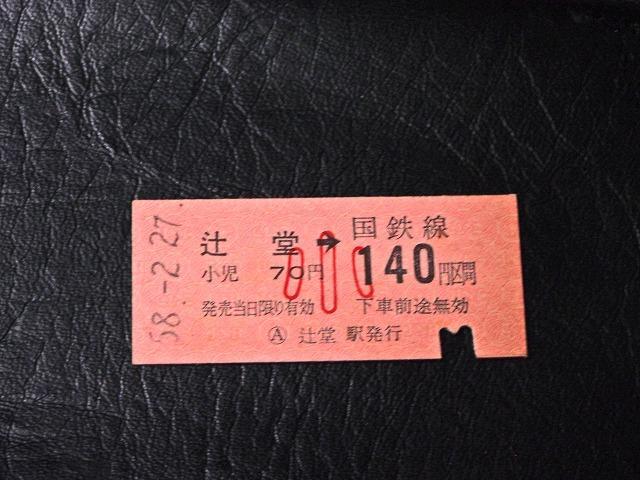 58.-2.27.
辻堂→国鉄線
小児 70円 140円区間
小
発売当日限り有効 下車前途無効
Ⓐ 辻堂駅発行